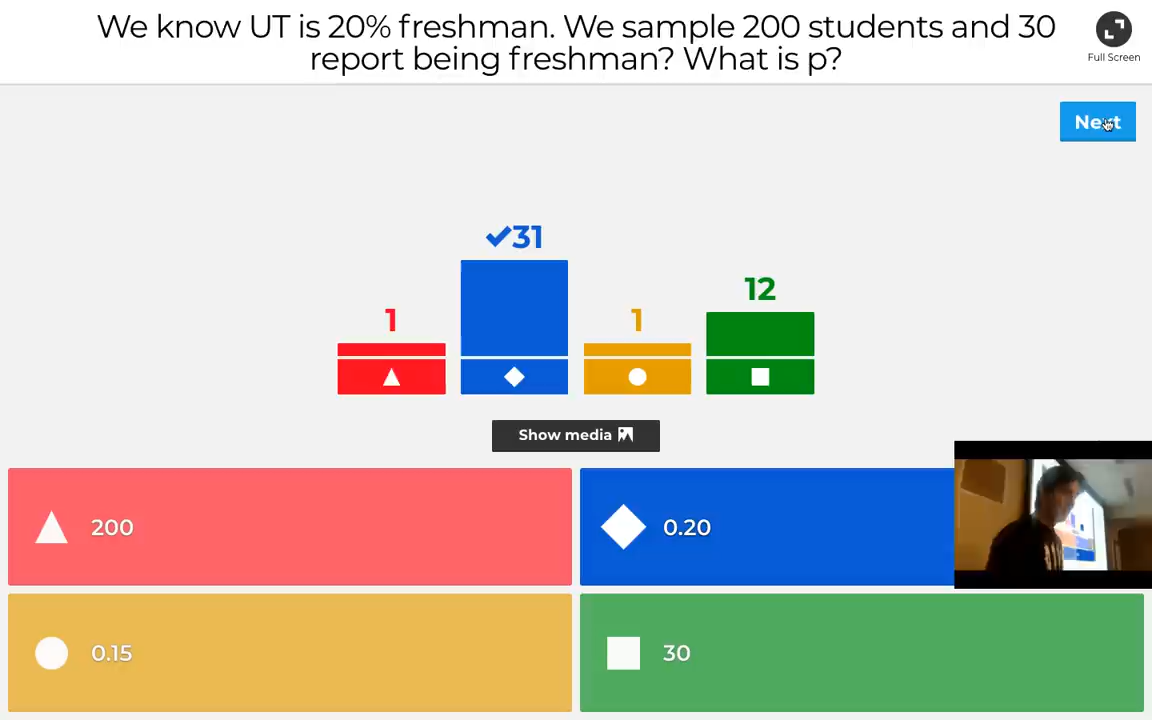 We know UT is 20% freshman. We sample 200 students and 30
report being freshman? What is p?
Full Screen
Next
31
12
1
1
Show media
200
0.20
0.15
30